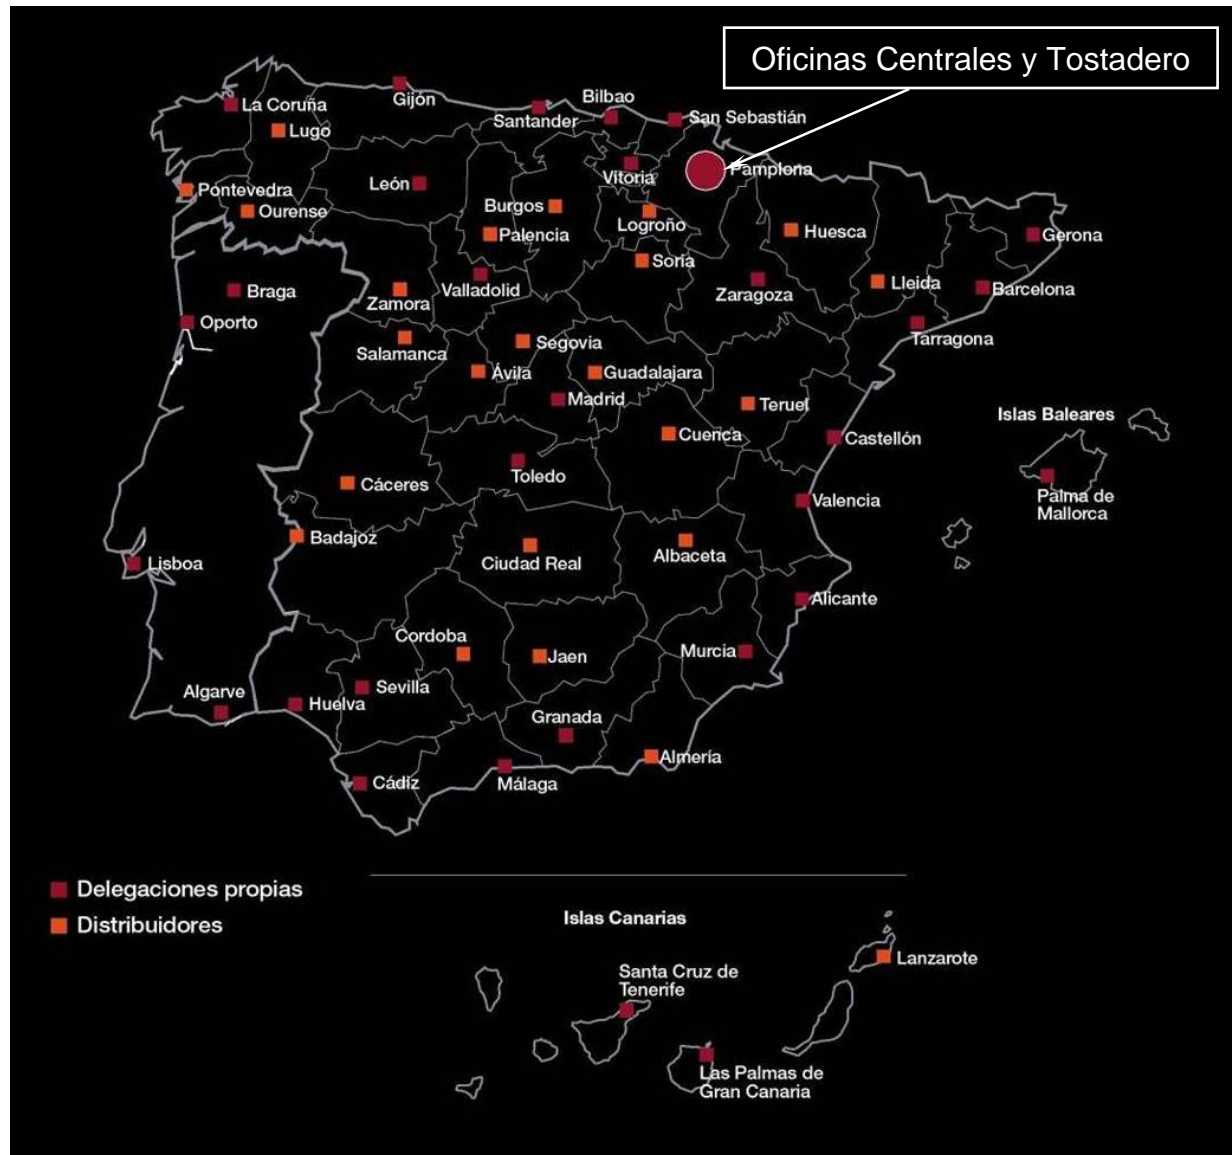 Oficinas Centrales y Tostadero
La Coruña
Gijón
Santander
Bilbao
San Sebastián
Lugo
Vitoria
Pamplona
León
Pontevedra
Ourense
Burgos
Palencia
Logroño
Huesca
Gerona
Soria
Braga
Zamora
Valladolid
Zaragoza
Lleida
Barcelona
Oporto
Tarragona
Salamanca
Segovia
Ávila
Guadalajara
Madrid
Teruel
Islas Baleares
Cuenca
Castellón
Toledo
Cáceres
Valencia
Palma de
Mallorca
Badajoz
Ciudad Real
Albaceta
Lisboa
Alicante
Cordoba
Jaen
Murcia
Algarve
Huelva
Sevilla
Granada
Almería
Cádiz
Málaga
Delegaciones propias
Distribuidores
Islas Canarias
Lanzarote
Santa Cruz de
Tenerife
Las Palmas de
Gran Canaria